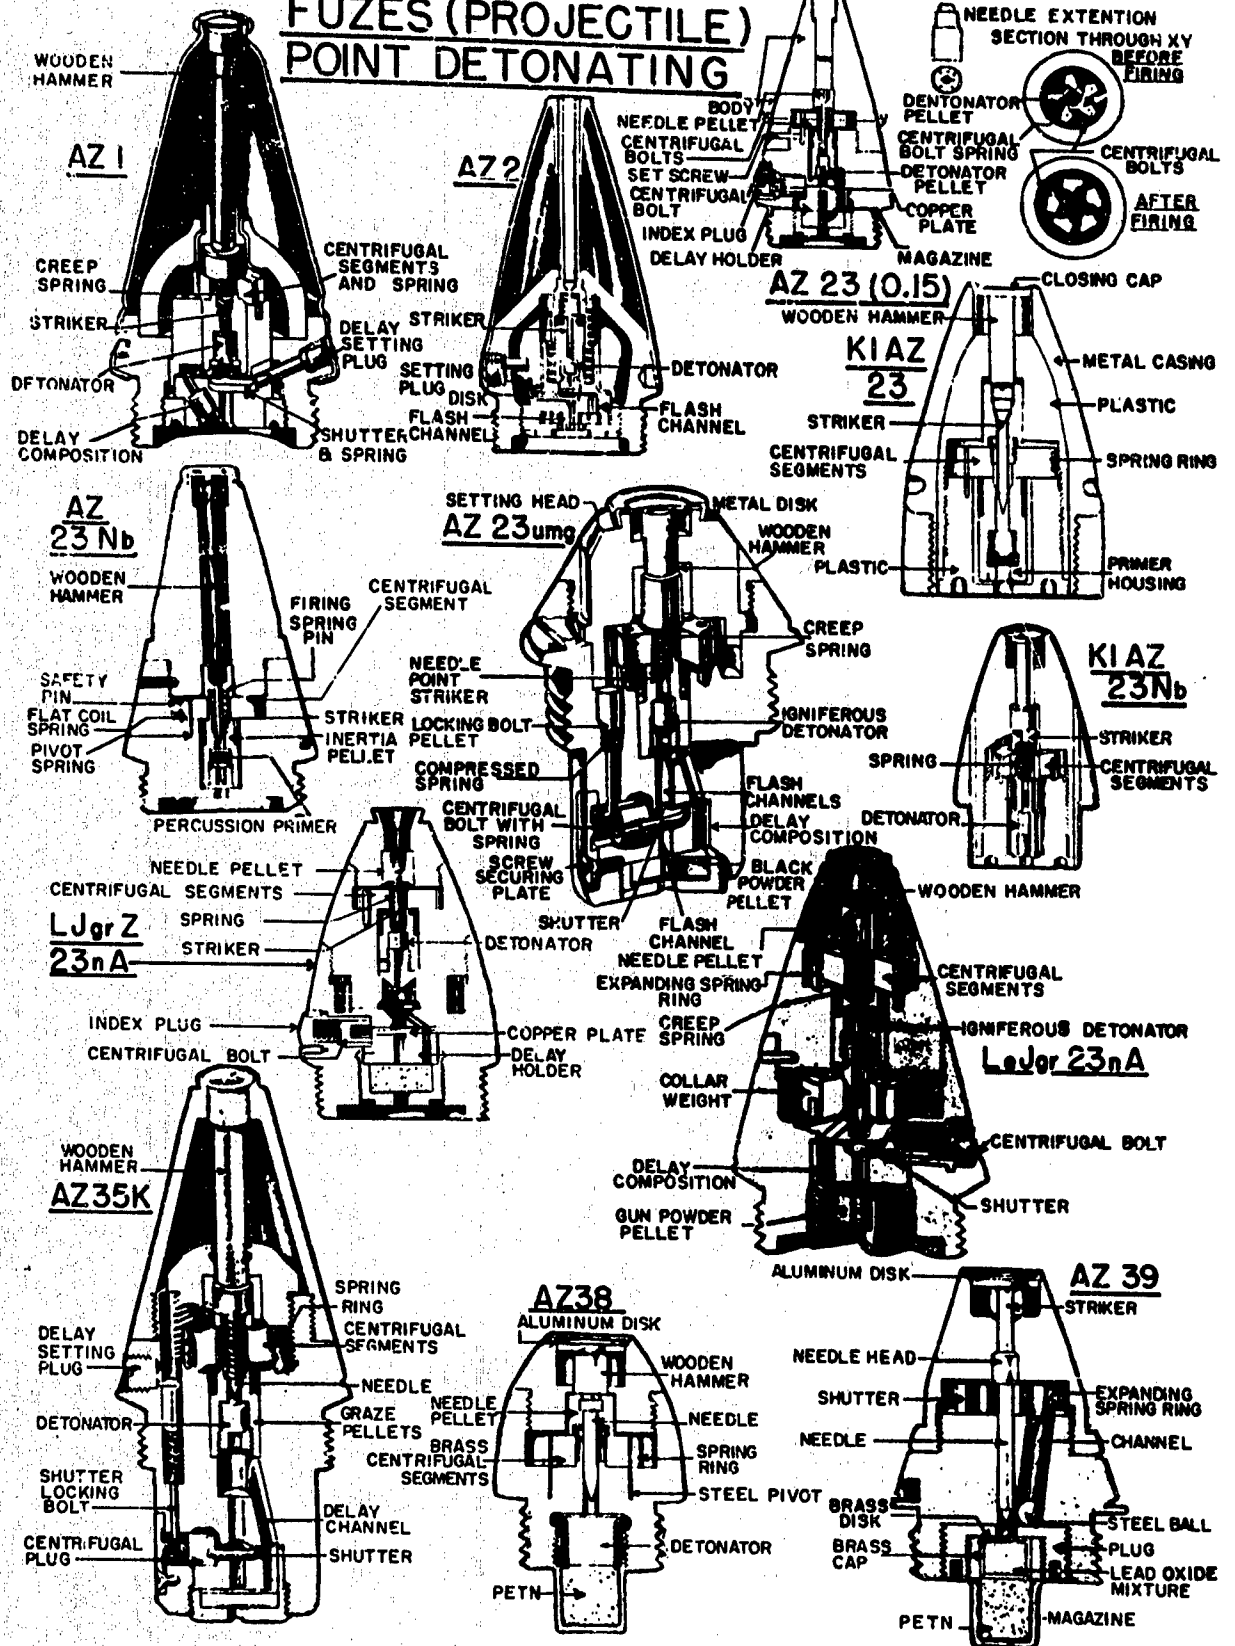 FUZES (PROJECTILE)
POINT DETONATING
WOODEN
HAMMER
AZ 1
CREEP
SPRING
STRIKER
DETONATOR
DELAY
COMPOSITION
CENTRIFUGAL
SEGMENTS
AND SPRING
DELAY
SETTING
PLUG
SHUTTER
& SPRING
AZ 2
STRIKER
SETTING
PLUG
DISK
FLASH
CHANNEL
DETONATOR
FLASH
CHANNEL
BODY
NEEDLE PELLET
CENTRIFUGAL
BOLTS
SET SCREW
CENTRIFUGAL
BOLT
INDEX PLUG
DELAY HOLDER
NEEDLE EXTENTION
SECTION THROUGH XY
BEFORE
FIRING
DENTONATOR
PELLET
CENTRIFUGAL
BOLT SPRING
DETONATOR
PELLET
COPPER
PLATE
MAGAZINE
CENTRIFUGAL
BOLTS
AFTER
FIRING
y
AZ 23 (0.15)
CLOSING CAP
WOODEN HAMMER
KIAZ
23
METAL CASING
PLASTIC
STRIKER
CENTRIFUGAL
SEGMENTS
SPRING RING
PLASTIC
PRIMER
HOUSING
AZ
23 Nb
WOODEN
HAMMER
FIRING
SPRING
PIN
CENTRIFUGAL
SEGMENT
SAFETY
PIN
FLAT COIL
SPRING
PIVOT
SPRING
STRIKER
INERTIA
PELLET
PERCUSSION PRIMER
SETTING HEAD
METAL DISK
AZ 23umg
WOODEN
HAMMER
CREEP
SPRING
NEEDLE
POINT
STRIKER
LOCKING BOLT
IGNIFEROUS
DETONATOR
COMPRESSED
SPRING
CENTRIFUGAL
BOLT WITH
SPRING
SCREW
SECURING
PLATE
FLASH
CHANNELS
DELAY
COMPOSITION
BLACK
POWDER
PELLET
SHUTTER
FLASH
CHANNEL
KIAZ
23Nb
STRIKER
SPRING
CENTRIFUGAL
SEGMENTS
DETONATOR
NEEDLE PELLET
CENTRIFUGAL SEGMENTS
SPRING
LJgr Z
23nA
STRIKER
DETONATOR
INDEX PLUG
CENTRIFUGAL BOLT
COPPER PLATE
DELAY
HOLDER
WOODEN HAMMER
NEEDLE PELLET
EXPANDING SPRING
RING
CENTRIFUGAL
SEGMENTS
CREEP
SPRING
IGNIFEROUS DETONATOR
LeJgr 23nA
COLLAR
WEIGHT
CENTRIFUGAL BOLT
DELAY
COMPOSITION
SHUTTER
GUN POWDER
PELLET
WOODEN
HAMMER
AZ35K
SPRING
RING
CENTRIFUGAL
SEGMENTS
DELAY
SETTING
PLUG
NEEDLE
DETONATOR
GRAZE
PELLETS
SHUTTER
LOCKING
BOLT
DELAY
CHANNEL
CENTRIFUGAL
PLUG
SHUTTER
AZ38
ALUMINUM DISK
WOODEN
HAMMER
NEEDLE
PELLET
NEEDLE
BRASS
CENTRIFUGAL
SEGMENTS
SPRING
RING
STEEL PIVOT
DETONATOR
PETN
ALUMINUM DISK
AZ 39
STRIKER
NEEDLE HEAD
SHUTTER
EXPANDING
SPRING RING
NEEDLE
CHANNEL
BRASS
DISK
STEEL BALL
BRASS
CAP
PLUG
LEAD OXIDE
MIXTURE
PETN
MAGAZINE